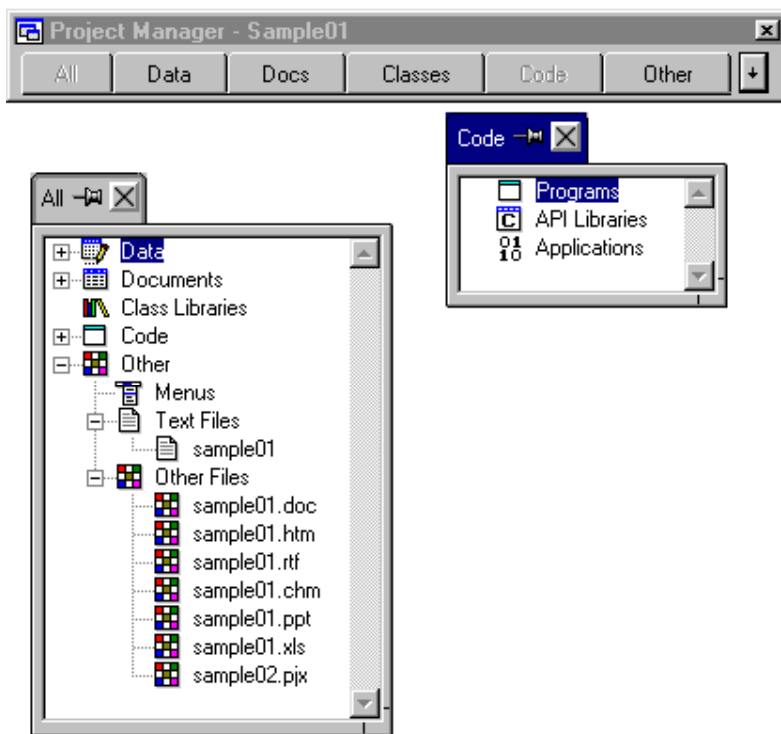 Project Manager - Sample01
All Data Docs Classes Code Other
Code
Programs
API Libraries
Applications
All
Data
Documents
Class Libraries
Code
Other
Menus
Text Files
sample01
Other Files
sample01.doc
sample01.htm
sample01.rtf
sample01.chm
sample01.ppt
sample01.xls
sample02.pjx